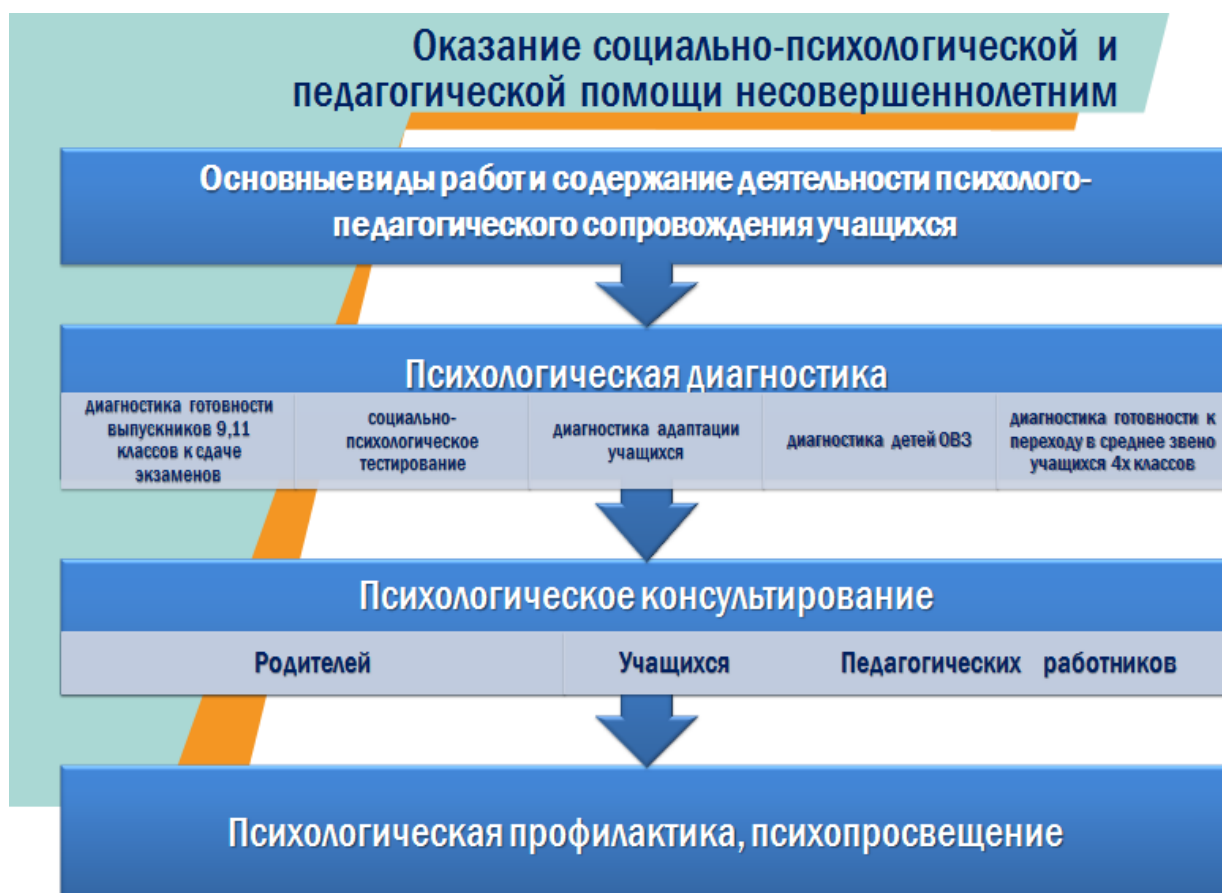 Оказание социально-психологической и
педагогической помощи несовершеннолетним
Основные виды работ и содержание деятельности психолого-
педагогического сопровождения учащихся
Психологическая диагностика
диагностика готовности
выпускников 9,11
классов к сдаче
экзаменов
социально-
психологическое
тестирование
диагностика адаптации
учащихся
диагностика детей ОВЗ
диагностика готовности к
переходу в среднее звено
учащихся 4х классов
Психологическое консультирование
Родителей
Учащихся
Педагогических работников
Психологическая профилактика, психопросвещение